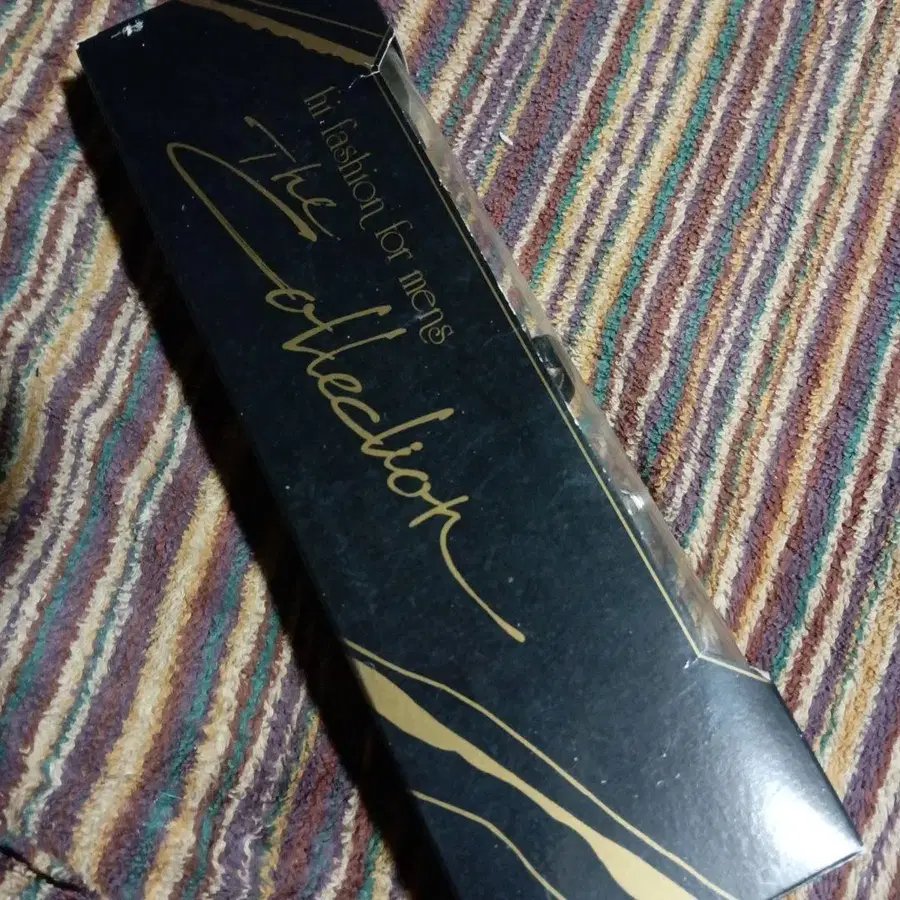 hi.fashion for mens
The
Collection